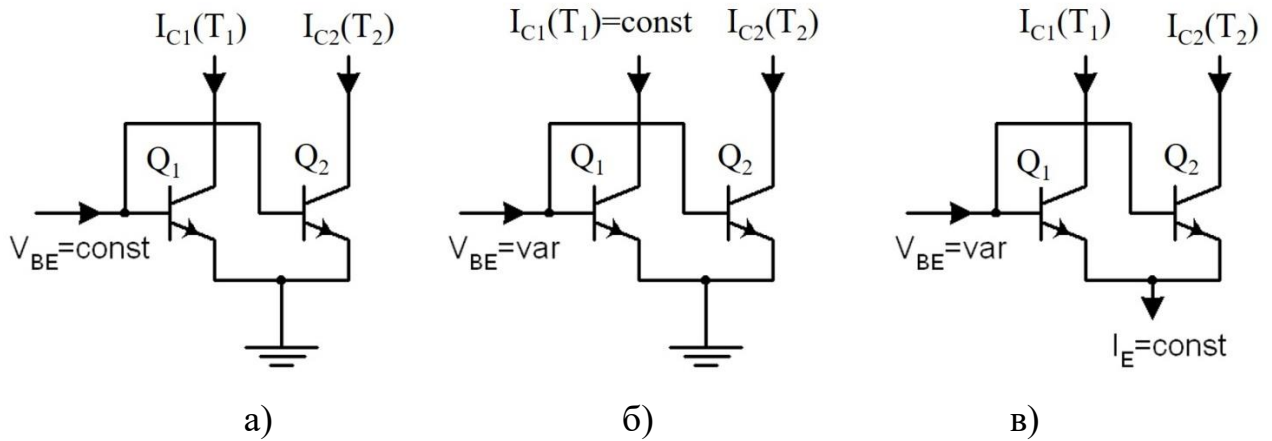 I_C1(T_1) I_C2(T_2)
Q_1 Q_2
V_BE=const
а)
I_C1(T_1)=const I_C2(T_2)
Q_1 Q_2
V_BE=var
б)
I_C1(T_1) I_C2(T_2)
Q_1 Q_2
V_BE=var
I_E=const
в)